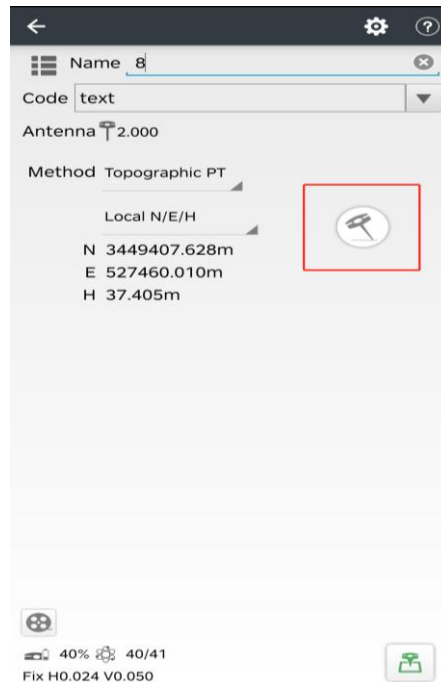 ?
Name 8
Code text
Antenna 2.000
Method Topographic PT
Local N/E/H
N 3449407.628m
E 527460.010m
H 37.405m
40% 40/41
Fix H0.024 V0.050